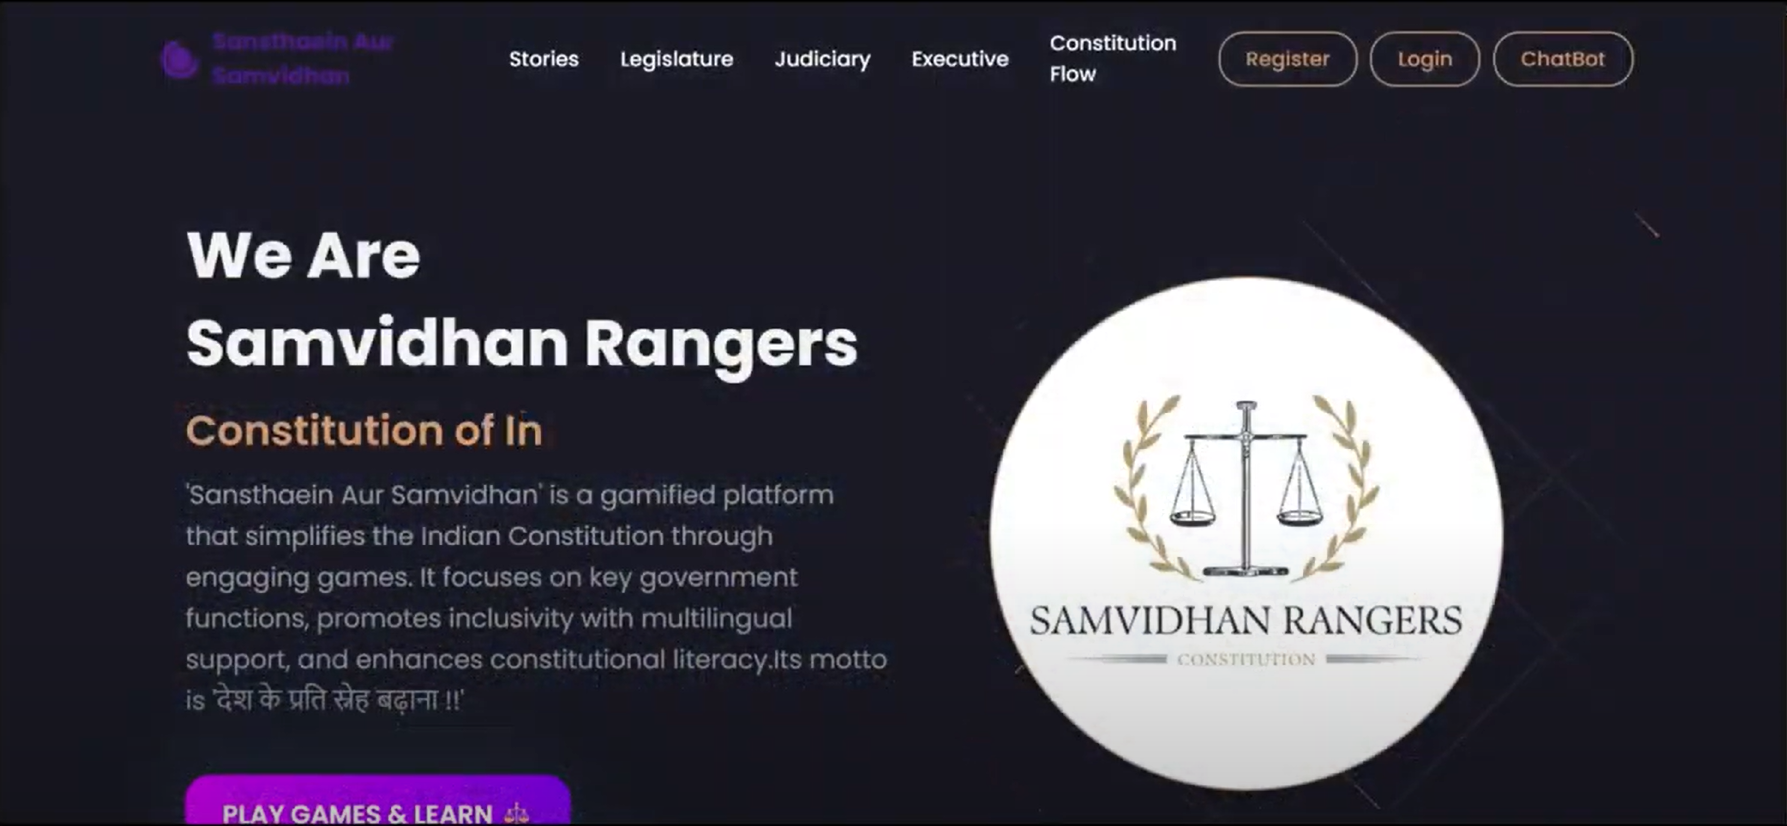 Sansthaein Aur
Samvidhan
Stories
Legislature
Judiciary
Executive
Constitution
Flow
Register
Login
ChatBot
We Are
Samvidhan Rangers
Constitution of In
'Sansthaein Aur Samvidhan' is a gamified platform
that simplifies the Indian Constitution through
engaging games. It focuses on key government
functions, promotes inclusivity with multilingual
support, and enhances constitutional literacy.Its motto
is 'देश के प्रति स्नेह बढ़ाना !!'
PLAY GAMES & LEARN
SAMVIDHAN RANGERS
CONSTITUTION